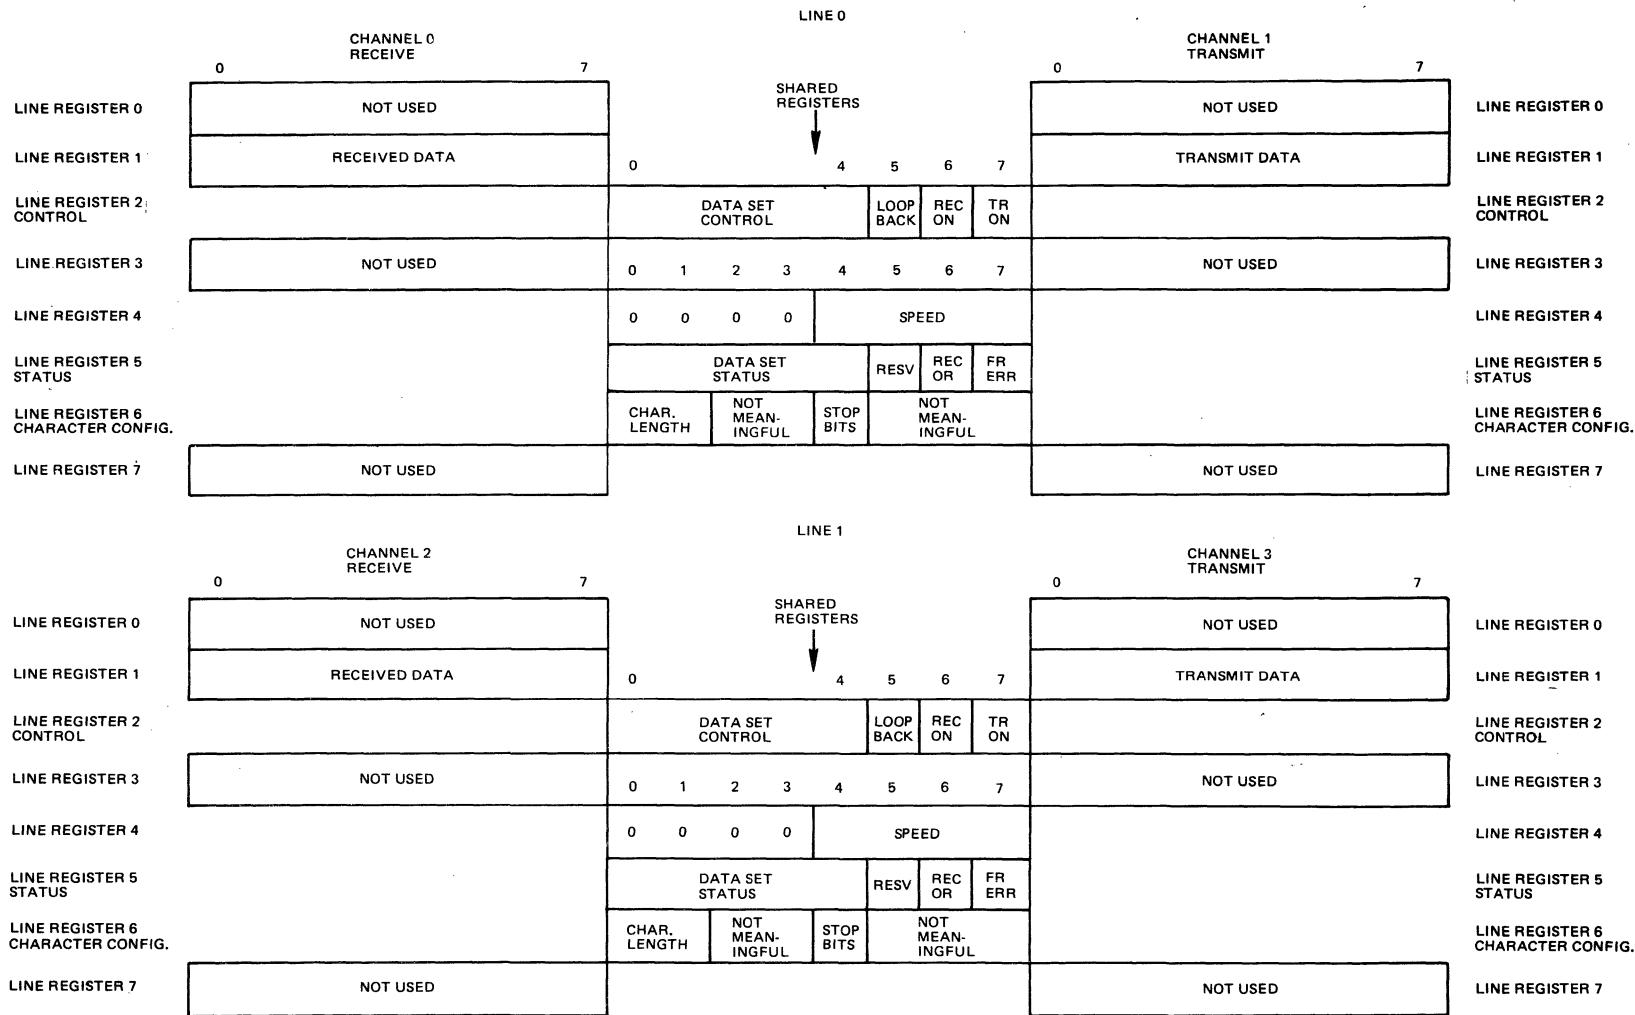 LINE 0
CHANNEL 0
RECEIVE
CHANNEL 1
TRANSMIT
0 7 0 7
SHARED
REGISTERS
LINE REGISTER 0 NOT USED NOT USED LINE REGISTER 0
LINE REGISTER 1 RECEIVED DATA 0 4 5 6 7 TRANSMIT DATA LINE REGISTER 1
LINE REGISTER 2
CONTROL
DATA SET
CONTROL
LOOP
BACK
REC
ON
TR
ON
LINE REGISTER 2
CONTROL
LINE REGISTER 3 NOT USED 0 1 2 3 4 5 6 7 NOT USED LINE REGISTER 3
LINE REGISTER 4 0 0 0 0 SPEED LINE REGISTER 4
LINE REGISTER 5
STATUS
DATA SET
STATUS
RESV
REC
OR
FR
ERR
LINE REGISTER 5
STATUS
LINE REGISTER 6
CHARACTER CONFIG.
CHAR.
LENGTH
NOT
MEAN-
INGFUL
STOP
BITS
NOT
MEAN-
INGFUL
LINE REGISTER 6
CHARACTER CONFIG.
LINE REGISTER 7 NOT USED NOT USED LINE REGISTER 7
LINE 1
CHANNEL 2
RECEIVE
CHANNEL 3
TRANSMIT
0 7 0 7
SHARED
REGISTERS
LINE REGISTER 0 NOT USED NOT USED LINE REGISTER 0
LINE REGISTER 1 RECEIVED DATA 0 4 5 6 7 TRANSMIT DATA LINE REGISTER 1
LINE REGISTER 2
CONTROL
DATA SET
CONTROL
LOOP
BACK
REC
ON
TR
ON
LINE REGISTER 2
CONTROL
LINE REGISTER 3 NOT USED 0 1 2 3 4 5 6 7 NOT USED LINE REGISTER 3
LINE REGISTER 4 0 0 0 0 SPEED LINE REGISTER 4
LINE REGISTER 5
STATUS
DATA SET
STATUS
RESV
REC
OR
FR
ERR
LINE REGISTER 5
STATUS
LINE REGISTER 6
CHARACTER CONFIG.
CHAR.
LENGTH
NOT
MEAN-
INGFUL
STOP
BITS
NOT
MEAN-
INGFUL
LINE REGISTER 6
CHARACTER CONFIG.
LINE REGISTER 7 NOT USED NOT USED LINE REGISTER 7